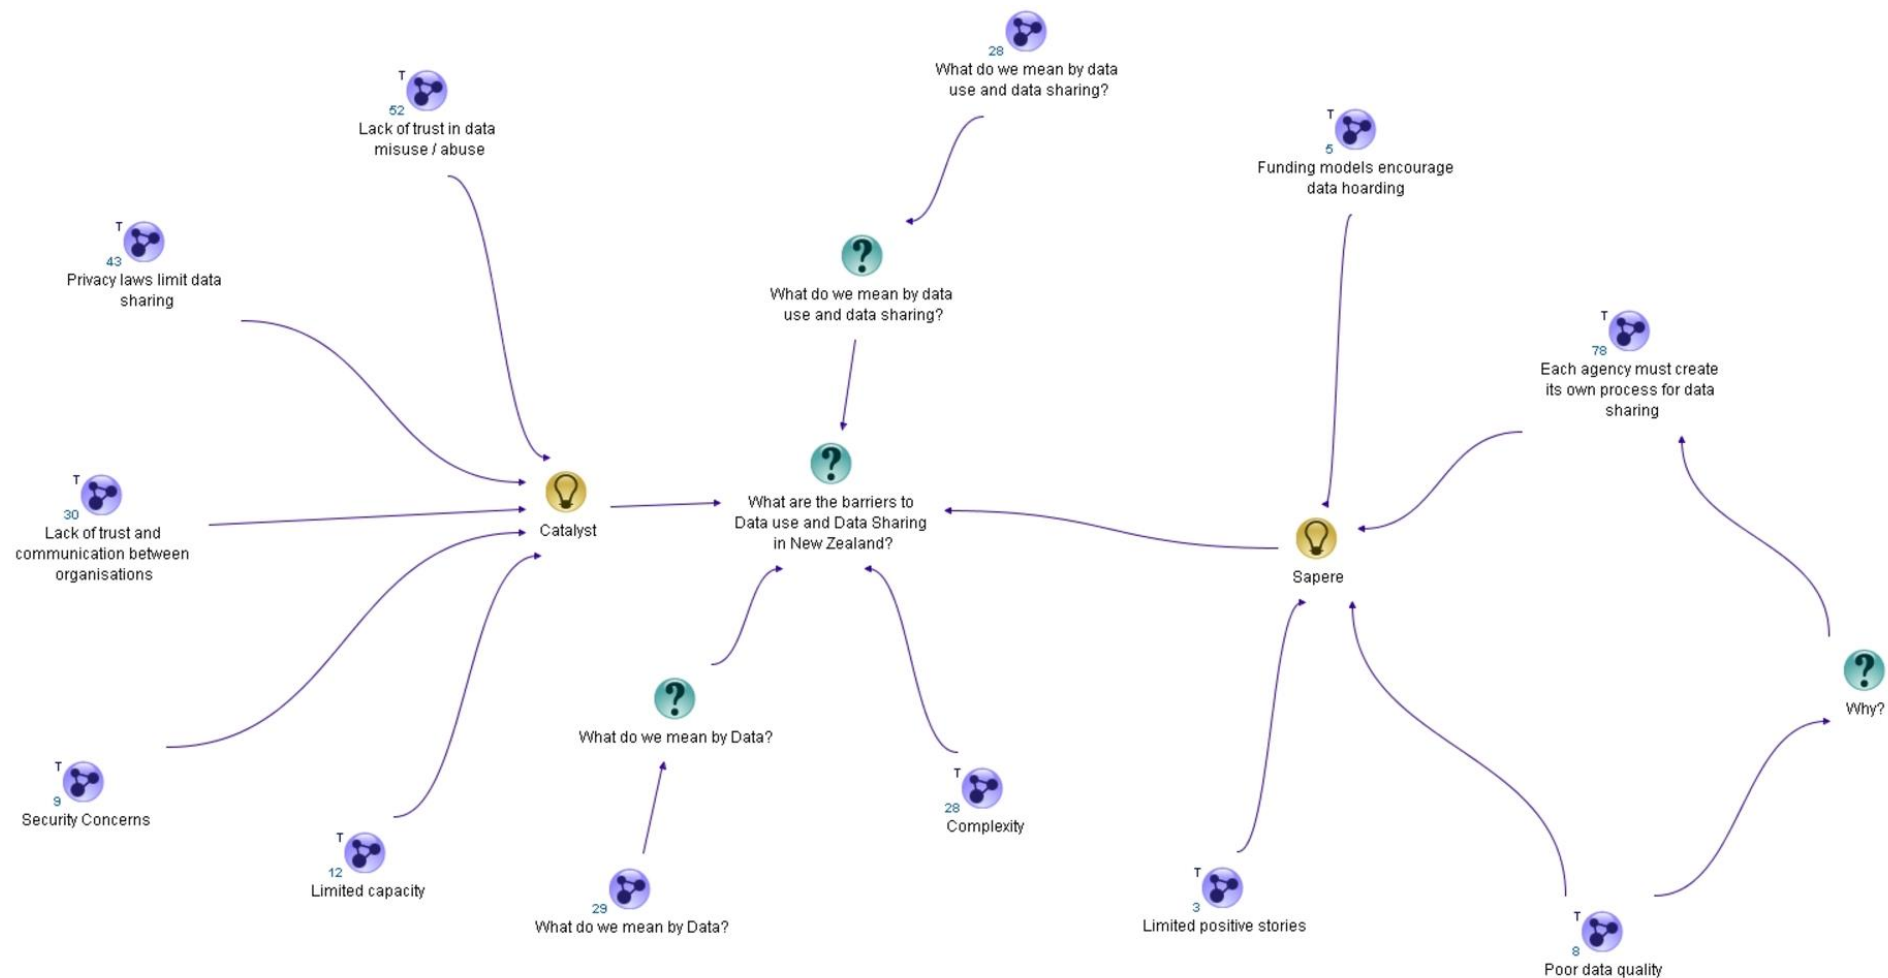 28
What do we mean by data
use and data sharing?
T
52
Lack of trust in data
misuse / abuse
T
5
Funding models encourage
data hoarding
T
43
Privacy laws limit data
sharing
?
What do we mean by data
use and data sharing?
T
78
Each agency must create
its own process for data
sharing
T
30
Lack of trust and
communication between
organisations
Catalyst
?
What are the barriers to
Data use and Data Sharing
in New Zealand?
Sapere
?
Why?
?
What do we mean by Data?
T
9
Security Concerns
T
28
Complexity
T
12
Limited capacity
29
What do we mean by Data?
T
3
Limited positive stories
T
8
Poor data quality